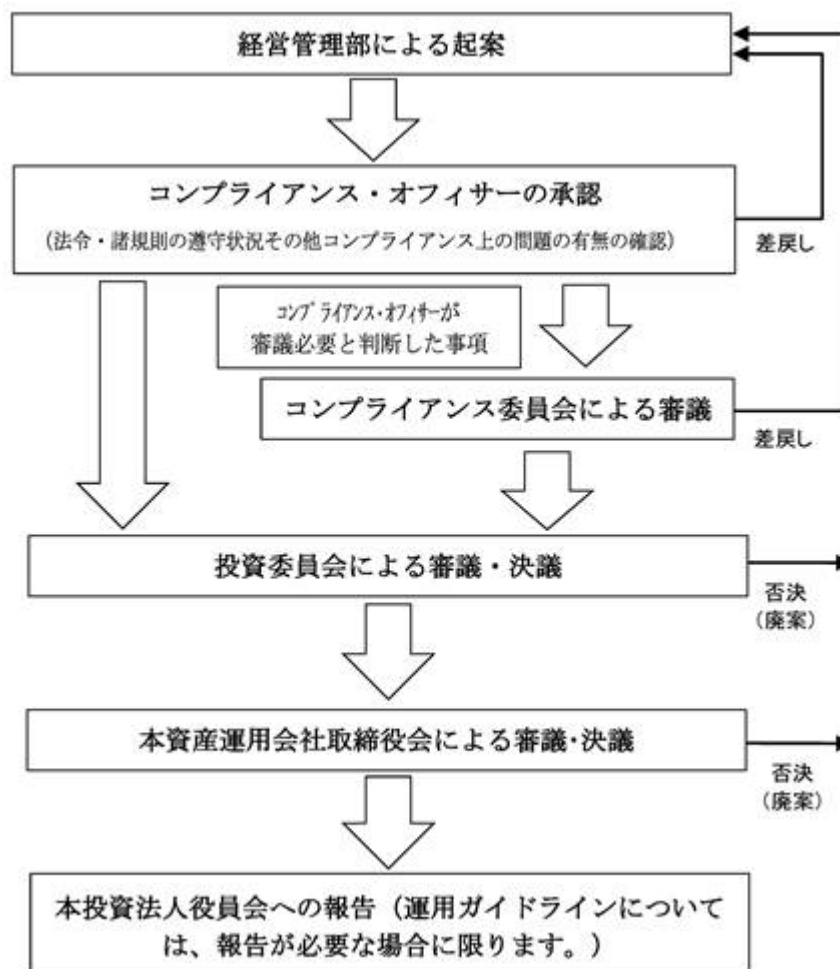 経営管理部による起案
コンプライアンス・オフィサーの承認
(法令・諸規則の遵守状況その他コンプライアンス上の問題の有無の確認)
差戻し
コンプライアンス・オフィサーが
審議必要と判断した事項
コンプライアンス委員会による審議
差戻し
投資委員会による審議・決議
否決
(廃案)
本資産運用会社取締役会による審議・決議
否決
(廃案)
本投資法人役員会への報告（運用ガイドラインについて
は、報告が必要な場合に限ります。）